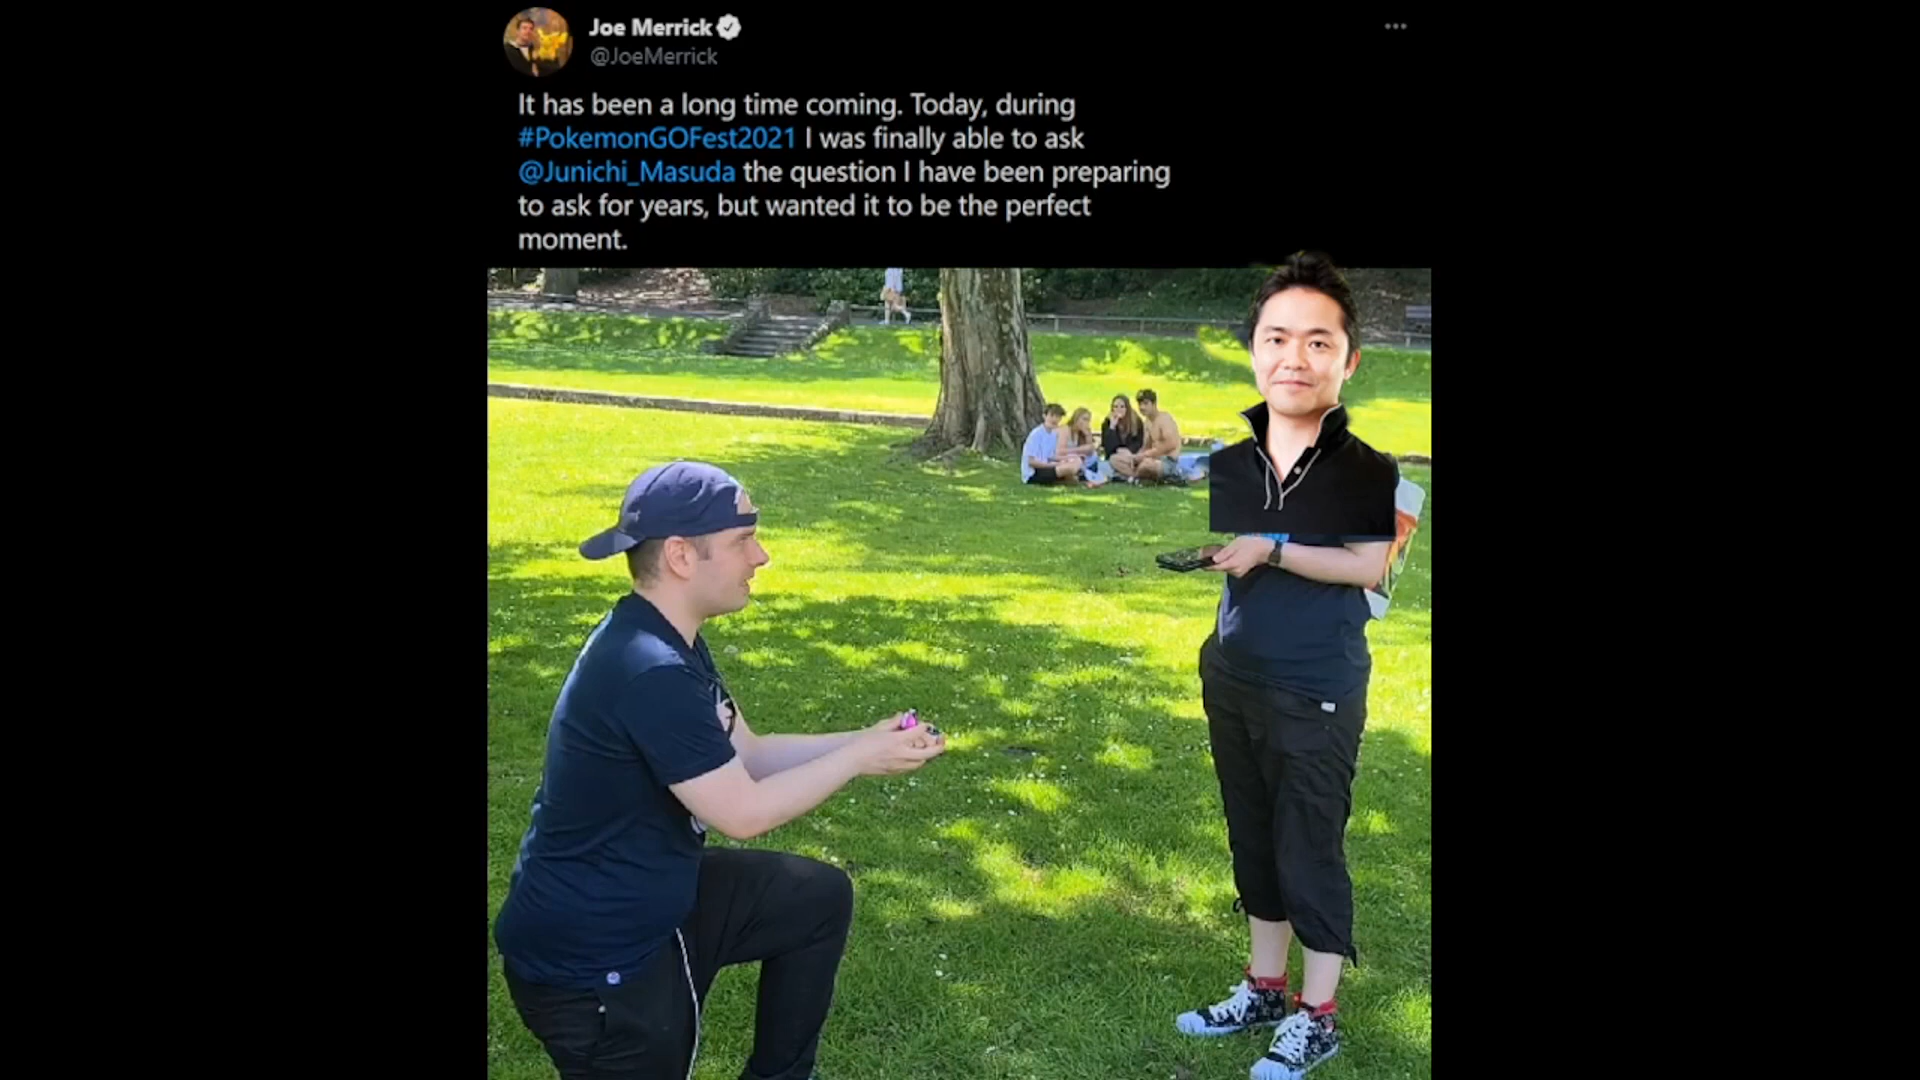 Joe Merrick
@JoeMerrick
It has been a long time coming. Today, during
#PokemonGOFest2021 I was finally able to ask
@Junichi_Masuda the question I have been preparing
to ask for years, but wanted it to be the perfect
moment.